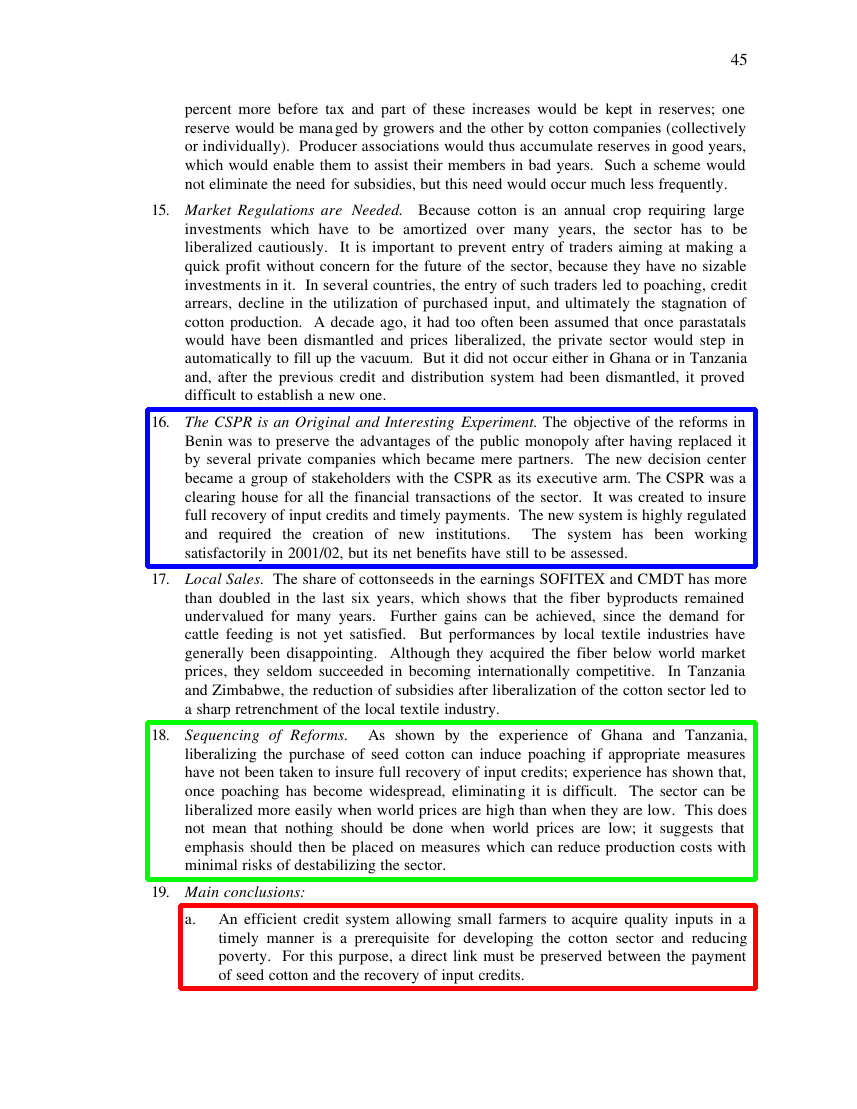 45
percent more before tax and part of these increases would be kept in reserves; one
reserve would be managed by growers and the other by cotton companies (collectively
or individually). Producer associations would thus accumulate reserves in good years,
which would enable them to assist their members in bad years. Such a scheme would
not eliminate the need for subsidies, but this need would occur much less frequently.
15. Market Regulations are Needed. Because cotton is an annual crop requiring large
investments which have to be amortized over many years, the sector has to be
liberalized cautiously. It is important to prevent entry of traders aiming at making a
quick profit without concern for the future of the sector, because they have no sizable
investments in it. In several countries, the entry of such traders led to poaching, credit
arrears, decline in the utilization of purchased input, and ultimately the stagnation of
cotton production. A decade ago, it had too often been assumed that once parastatals
would have been dismantled and prices liberalized, the private sector would step in
automatically to fill up the vacuum. But it did not occur either in Ghana or in Tanzania
and, after the previous credit and distribution system had been dismantled, it proved
difficult to establish a new one.
16. The CSPR is an Original and Interesting Experiment. The objective of the reforms in
Benin was to preserve the advantages of the public monopoly after having replaced it
by several private companies which became mere partners. The new decision center
became a group of stakeholders with the CSPR as its executive arm. The CSPR was a
clearing house for all the financial transactions of the sector. It was created to insure
full recovery of input credits and timely payments. The new system is highly regulated
and required the creation of new institutions. The system has been working
satisfactorily in 2001/02, but its net benefits have still to be assessed.
17. Local Sales. The share of cottonseeds in the earnings SOFITEX and CMDT has more
than doubled in the last six years, which shows that the fiber byproducts remained
undervalued for many years. Further gains can be achieved, since the demand for
cattle feeding is not yet satisfied. But performances by local textile industries have
generally been disappointing. Although they acquired the fiber below world market
prices, they seldom succeeded in becoming internationally competitive. In Tanzania
and Zimbabwe, the reduction of subsidies after liberalization of the cotton sector led to
a sharp retrenchment of the local textile industry.
18. Sequencing of Reforms. As shown by the experience of Ghana and Tanzania,
liberalizing the purchase of seed cotton can induce poaching if appropriate measures
have not been taken to insure full recovery of input credits; experience has shown that,
once poaching has become widespread, eliminating it is difficult. The sector can be
liberalized more easily when world prices are high than when they are low. This does
not mean that nothing should be done when world prices are low; it suggests that
emphasis should then be placed on measures which can reduce production costs with
minimal risks of destabilizing the sector.
19. Main conclusions:
a. An efficient credit system allowing small farmers to acquire quality inputs in a
timely manner is a prerequisite for developing the cotton sector and reducing
poverty. For this purpose, a direct link must be preserved between the payment
of seed cotton and the recovery of input credits.